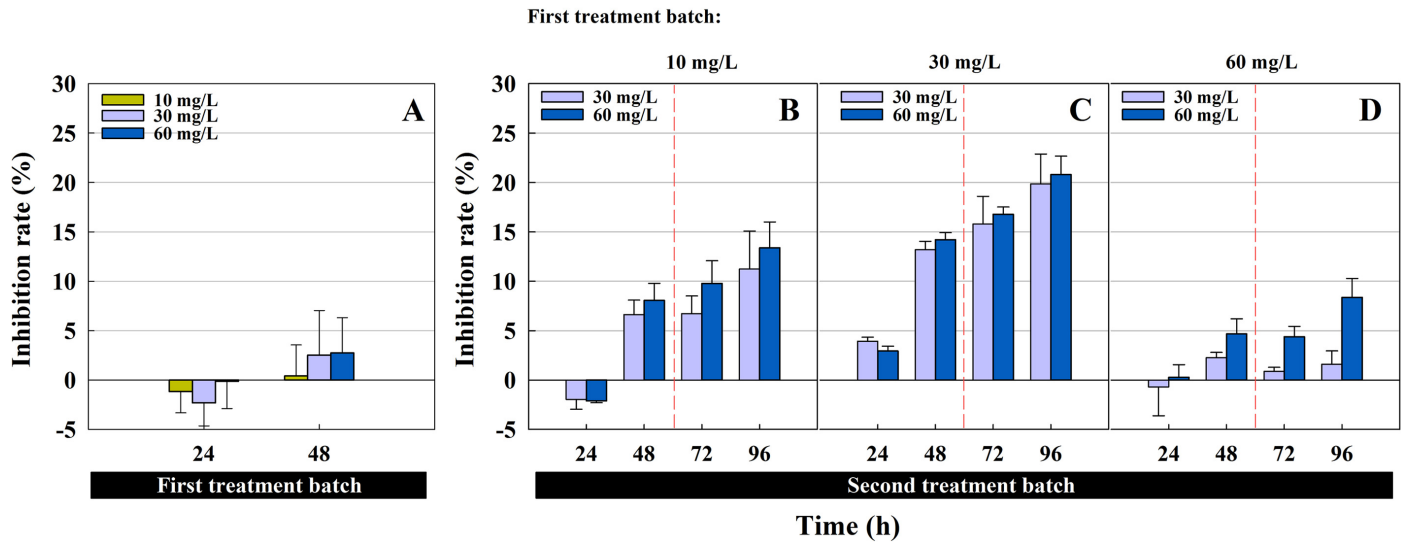 First treatment batch:
10 mg/L
30 mg/L
60 mg/L
Inhibition rate (%)
30
25
20
15
10
5
0
-5
10 mg/L
30 mg/L
60 mg/L
A
24
48
First treatment batch
Inhibition rate (%)
30
25
20
15
10
5
0
-5
30 mg/L
60 mg/L
B
24
48
72
96
30 mg/L
60 mg/L
C
24
48
72
96
30 mg/L
60 mg/L
D
24
48
72
96
Second treatment batch
Time (h)